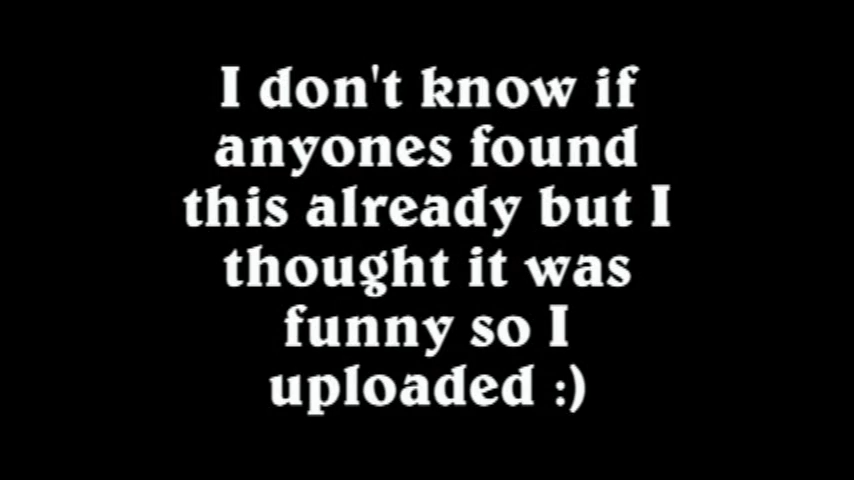 I don't know if
anyones found
this already but I
thought it was
funny so I
uploaded :)